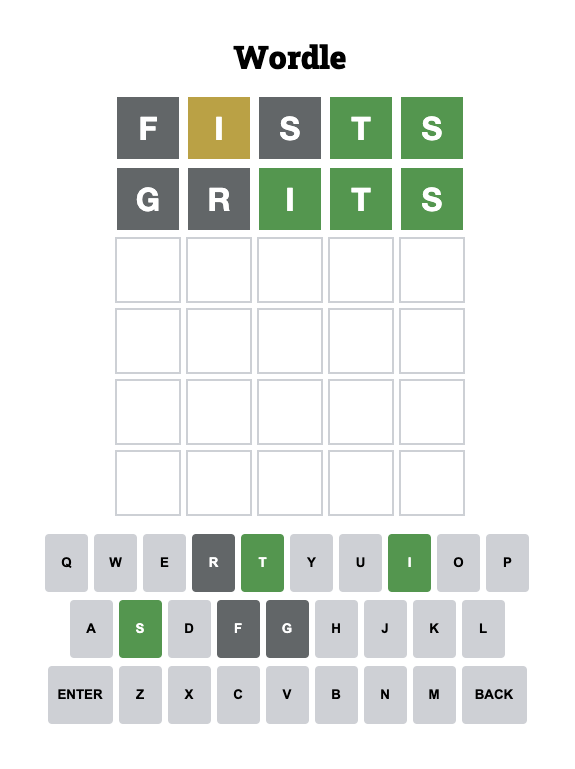 Wordle
F I S T S
G R I T S
Q W E R T Y U I O P
A S D F G H J K L
ENTER Z X C V B N M BACK